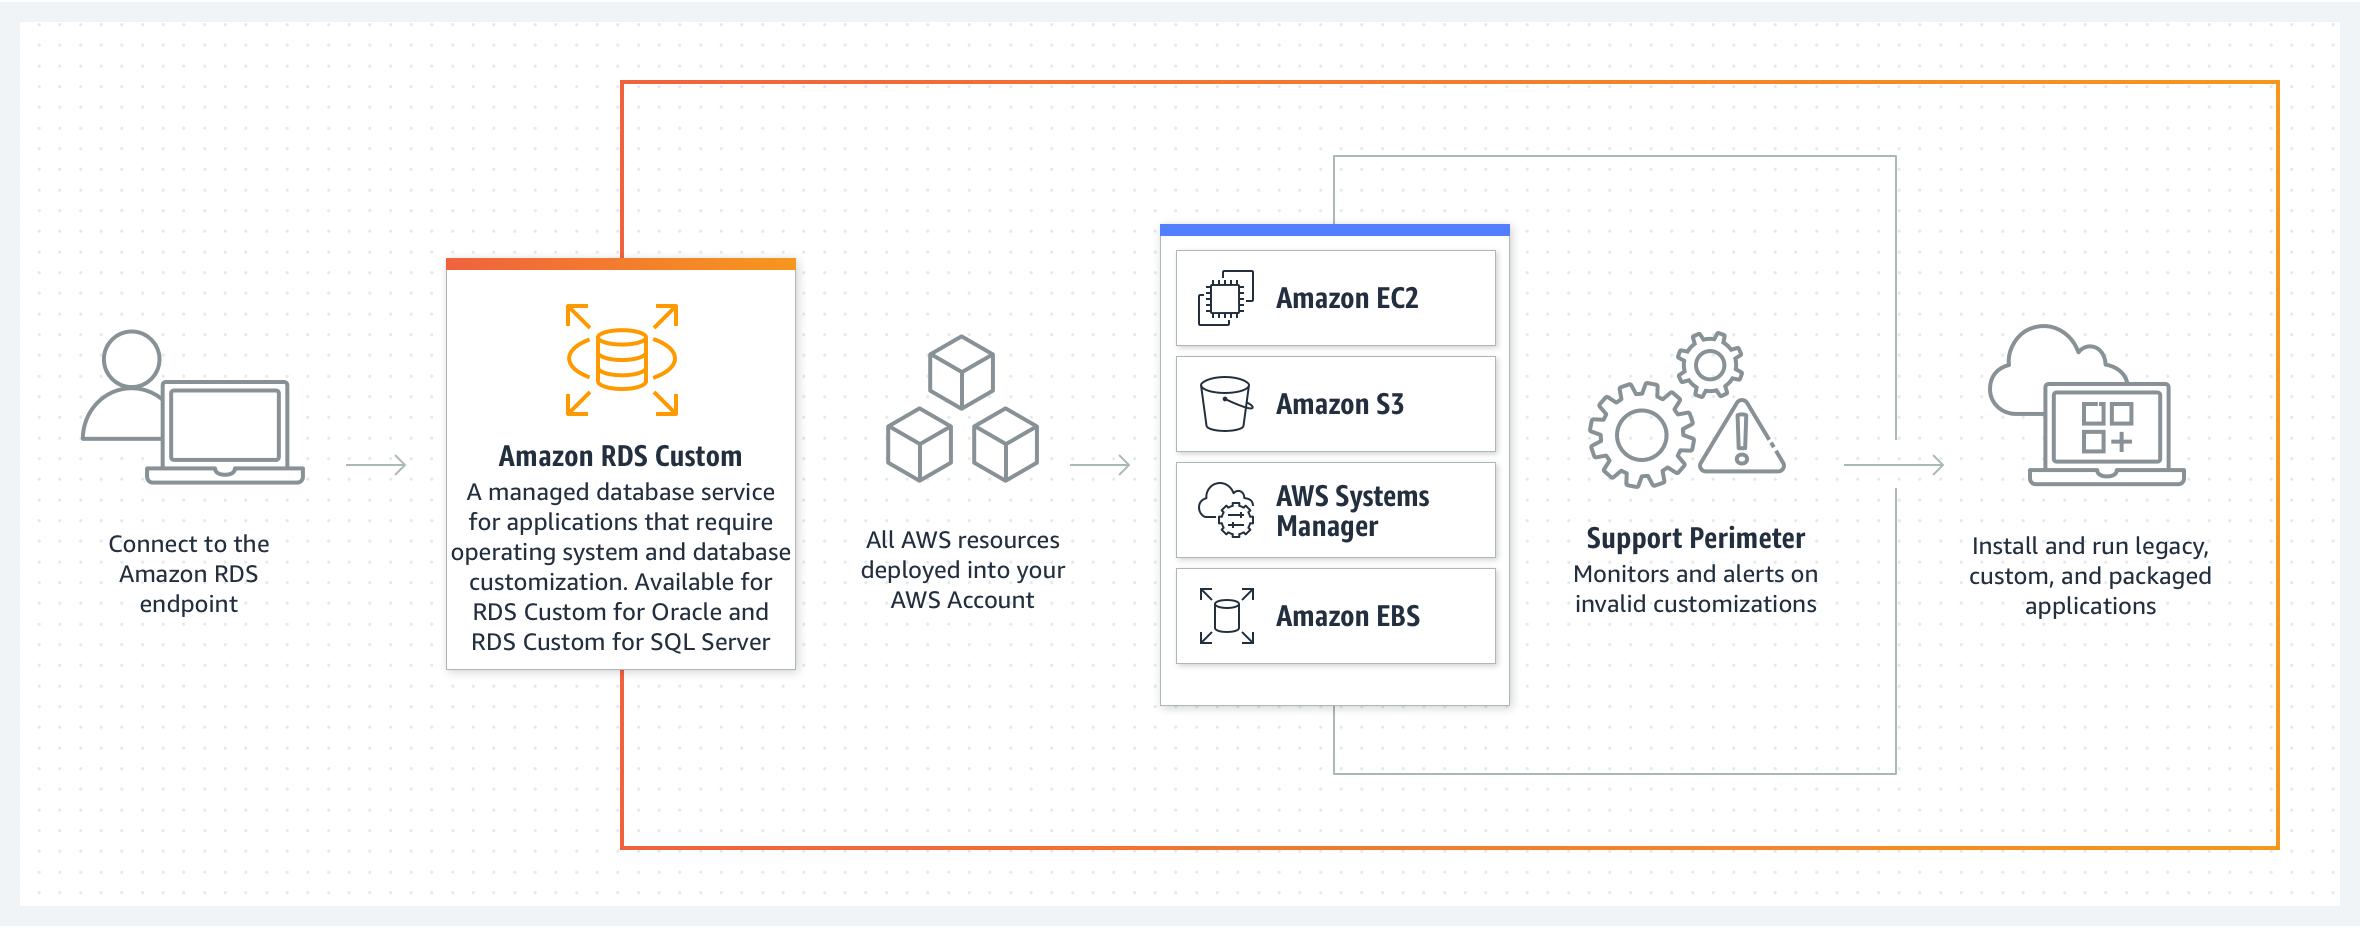 Connect to the
Amazon RDS
endpoint
Amazon RDS Custom
A managed database service
for applications that require
operating system and database
customization. Available for
RDS Custom for Oracle and
RDS Custom for SQL Server
All AWS resources
deployed into your
AWS Account
Amazon EC2
Amazon S3
AWS Systems
Manager
Amazon EBS
Support Perimeter
Monitors and alerts on
invalid customizations
Install and run legacy,
custom, and packaged
applications